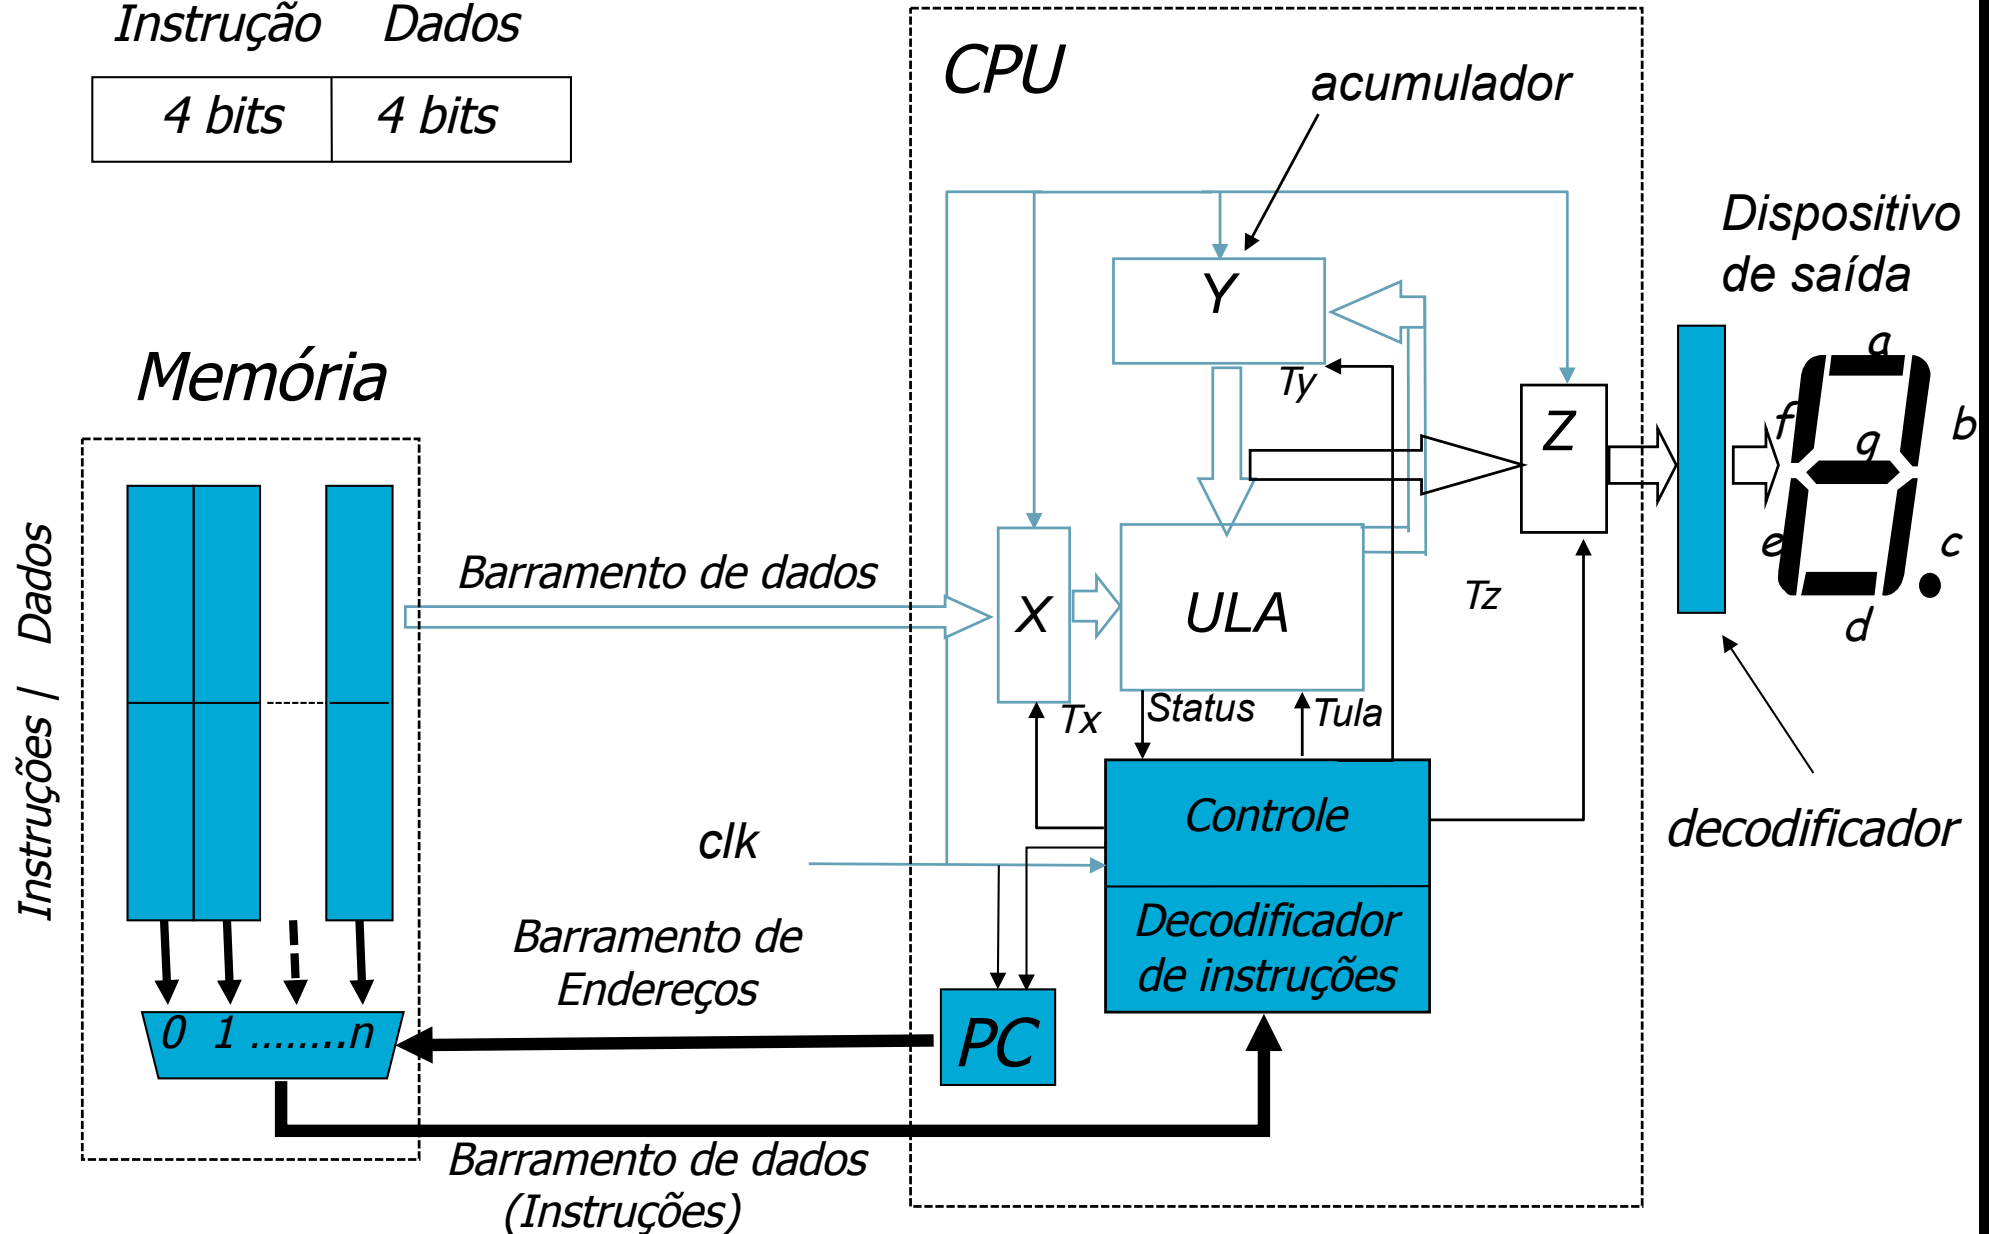 Instrução Dados
4 bits 4 bits
CPU
acumulador
Dispositivo
de saída
Y
Memória
Ty
Z
a
f
b
g
Barramento de dados
X
ULA
Tz
e
c
d
Instruções | Dados
Tx
Status
Tula
Controle
clk
decodificador
Decodificador
de instruções
Barramento de
Endereços
0 1 ........n
PC
Barramento de dados
(Instruções)